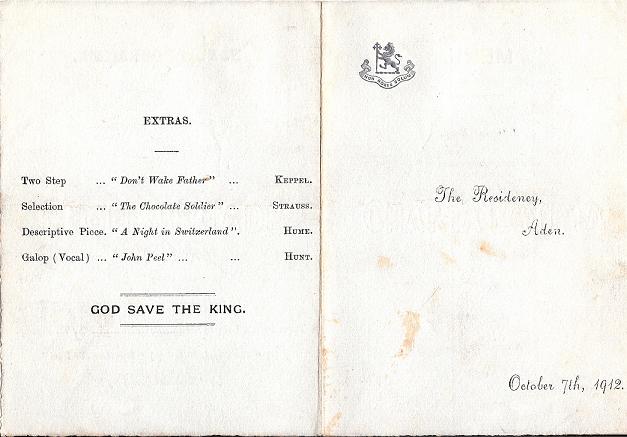 EXTRAS.
Two Step ... "Don't Wake Father" ... KEPPEL.
Selection ... "The Chocolate Soldier" ... STRAUSS.
Descriptive Piece. "A Night in Switzerland". HUME.
Galop (Vocal) ... "John Peel" ... ... HUNT.
GOD SAVE THE KING.
The Residency,
Aden.
October 7th, 1912.